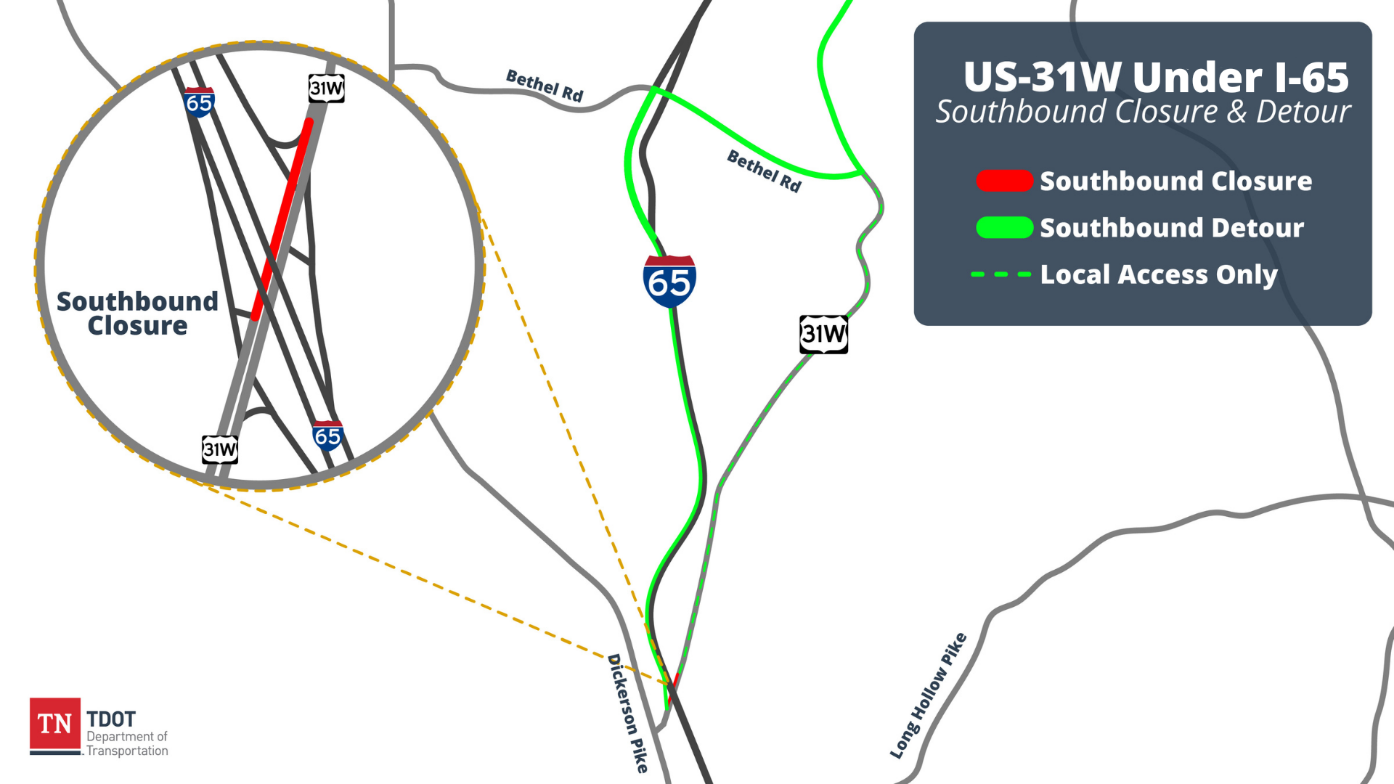 US-31W Under I-65
Southbound Closure & Detour
Southbound Closure
Southbound Detour
Local Access Only
65
31W
Southbound
Closure
31W
65
Bethel Rd
Bethel Rd
65
31W
Dickerson Pike
Long Hollow Pike
TN
TDOT
Department of
Transportation